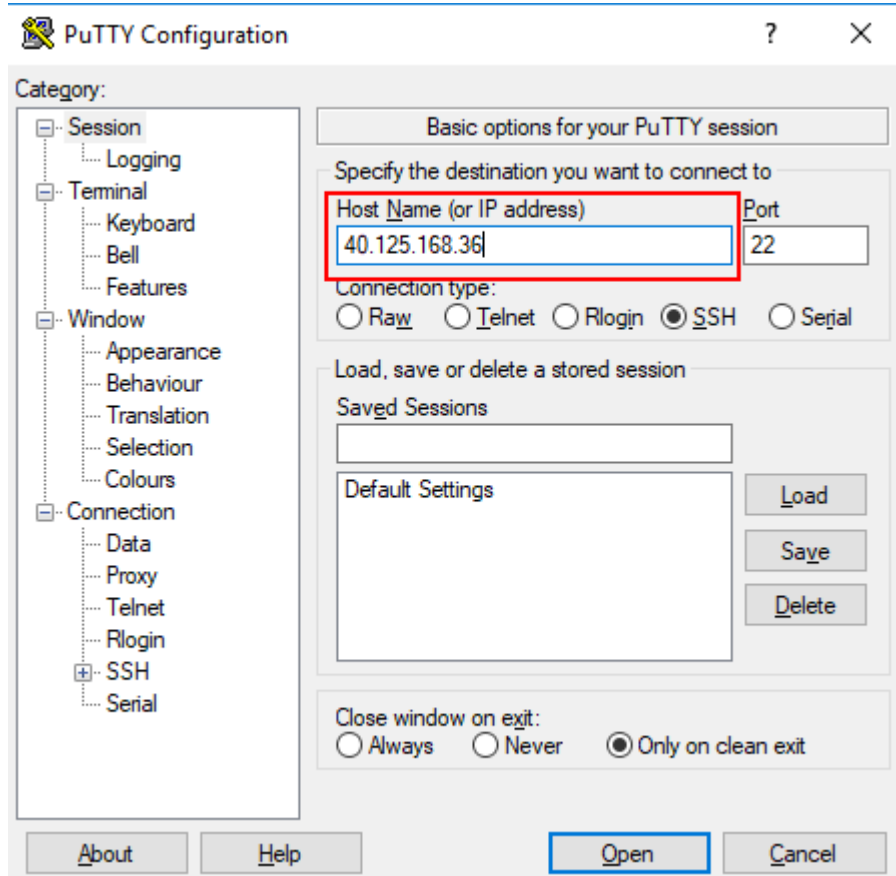 PuTTY Configuration
?
Category:
Session
Logging
Terminal
Keyboard
Bell
Features
Window
Appearance
Behaviour
Translation
Selection
Colours
Connection
Data
Proxy
Telnet
Rlogin
SSH
Serial
Basic options for your PuTTY session
Specify the destination you want to connect to
Host Name (or IP address) Port
40.125.168.36 22
Connection type:
Raw Telnet Rlogin SSH Serial
Load, save or delete a stored session
Saved Sessions
Default Settings
Load
Save
Delete
Close window on exit:
Always Never Only on clean exit
About Help Open Cancel